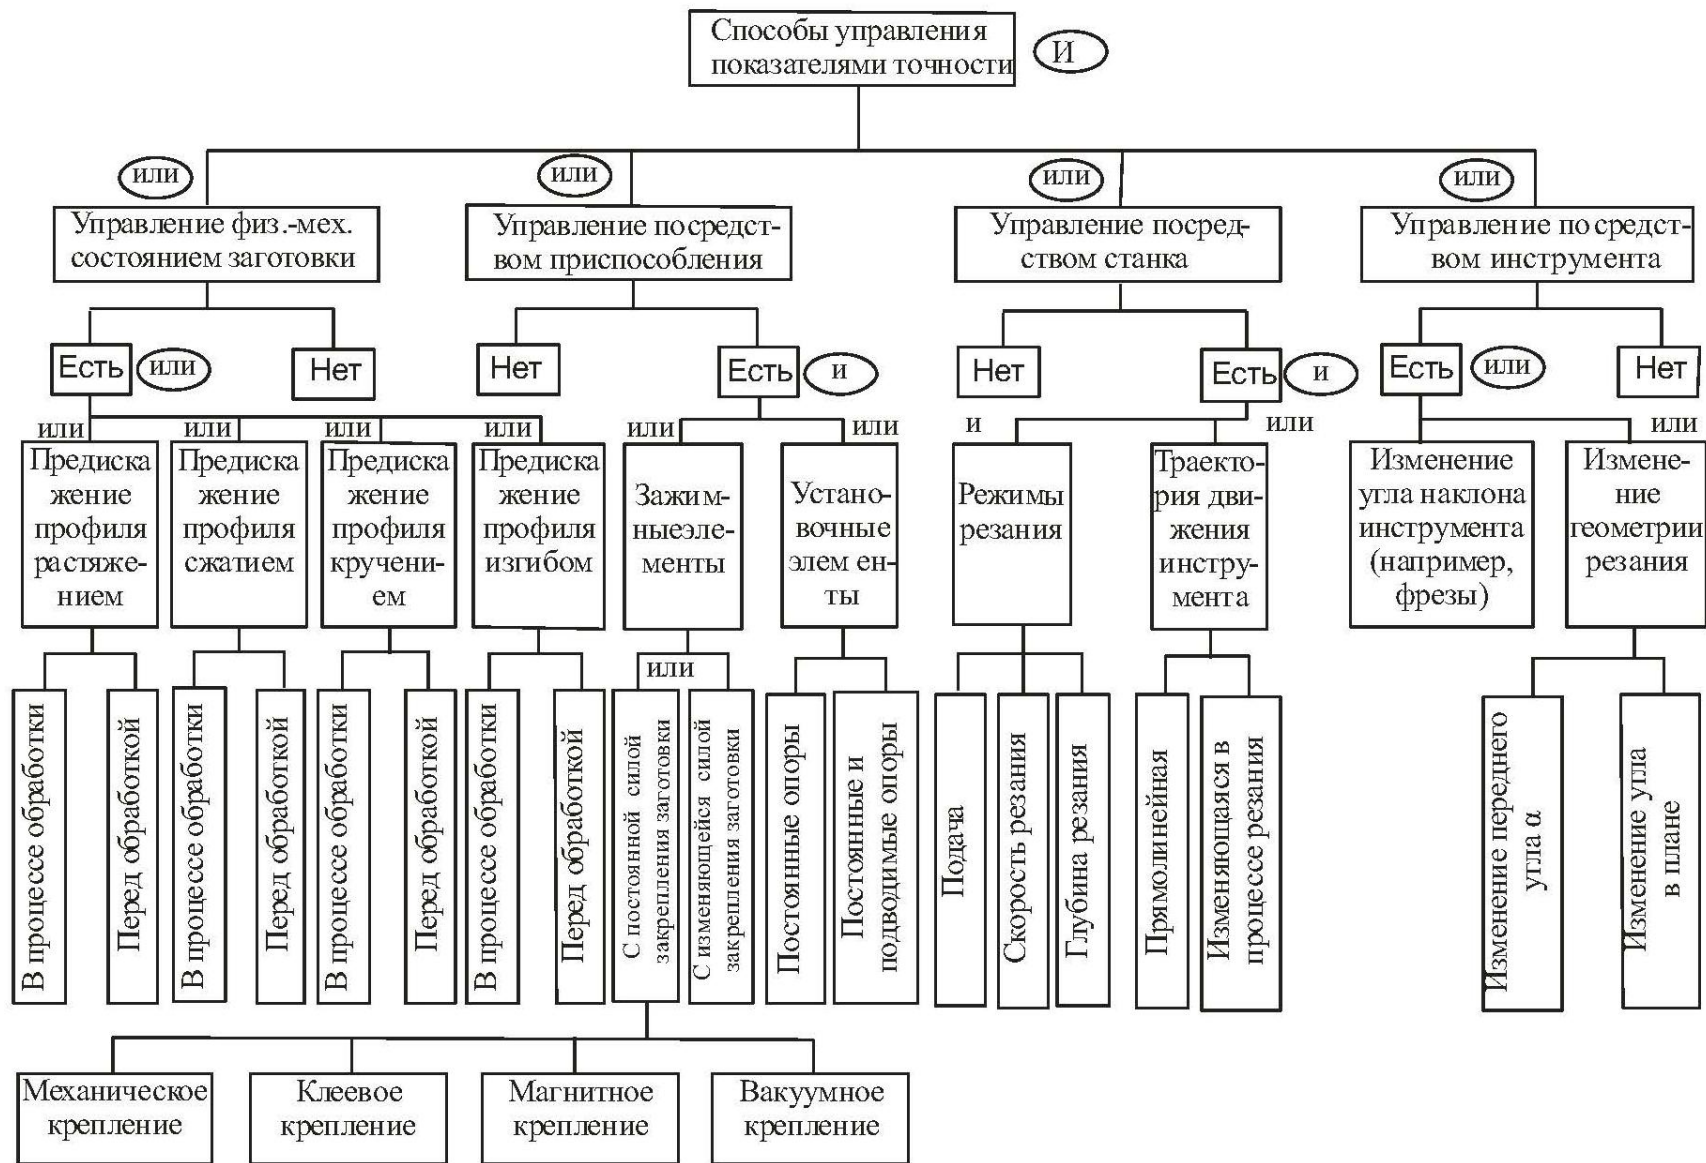 Способы управления
показателями точности
И
или
или
или
или
Управление физ.-мех.
состоянием заготовки
Управление посредст-
вом приспособления
Управление посред-
ством станка
Управление посредст-
вом инструмента
Есть
или
Нет
Нет
Есть
и
Нет
Есть
и
Есть
или
Нет
или
или
или
или
или
или
и
или
или
Предиска
жение
профиля
растяже-
нием
Предиска
жение
профиля
сжатием
Предиска
жение
профиля
кручени-
ем
Предиска
жение
профиля
изгибом
Зажим-
ныеэле-
менты
Устано-
вочные
элем ен-
ты
Режимы
резания
Траекто-
рия дви-
жения
инстру-
мента
Изменение
угла наклона
инструмента
(например,
фрезы)
Измене-
ние
геометрии
резания
или
В процессе обработки
Перед обработкой
В процессе обработки
Перед обработкой
В процессе обработки
Перед обработкой
В процессе обработки
Перед обработкой
С постоянной силой
закрепления заготовки
С изменяющейся силой
закрепления заготовки
Постоянные опоры
Постоянные и
подводимые опоры
Подача
Скорость резания
Глубина резания
Прямолинейная
Изменяющаяся в
процессе резания
Изменение переднего
угла α
Изменение угла
в плане
Механическое
крепление
Клеевое
крепление
Магнитное
крепление
Вакуумное
крепление